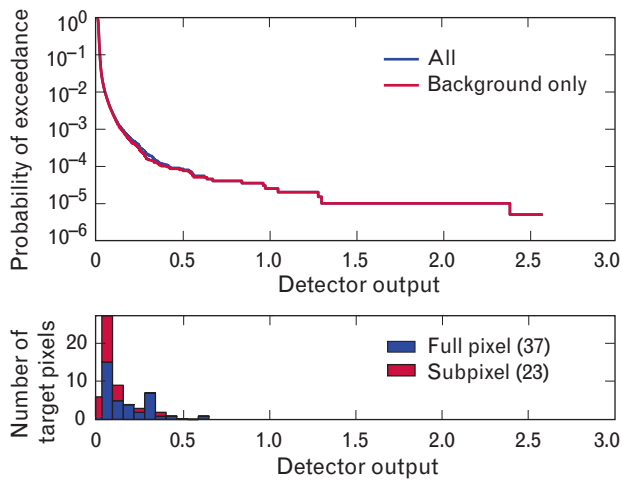 Probability of exceedance
10^0
10^-1
10^-2
10^-3
10^-4
10^-5
10^-6
All
Background only
0 0.5 1.0 1.5 2.0 2.5 3.0
Detector output
Number of
target pixels
20
10
0
Full pixel (37)
Subpixel (23)
0 0.5 1.0 1.5 2.0 2.5 3.0
Detector output